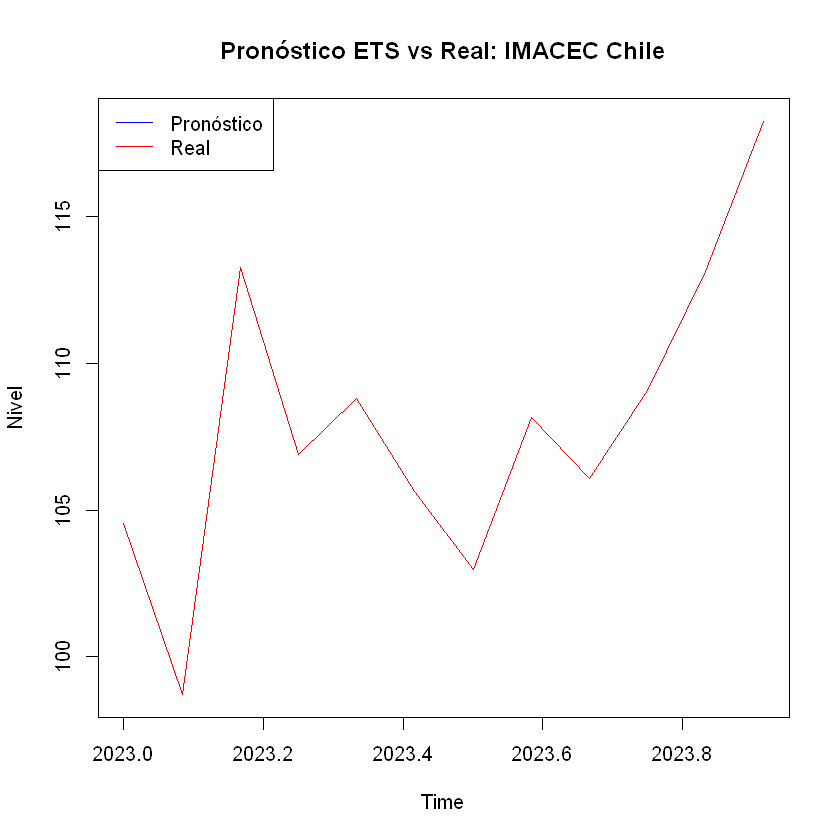 Pronóstico ETS vs Real: IMACEC Chile
Pronóstico
Real
115
110
105
100
Nivel
2023.0 2023.2 2023.4 2023.6 2023.8
Time